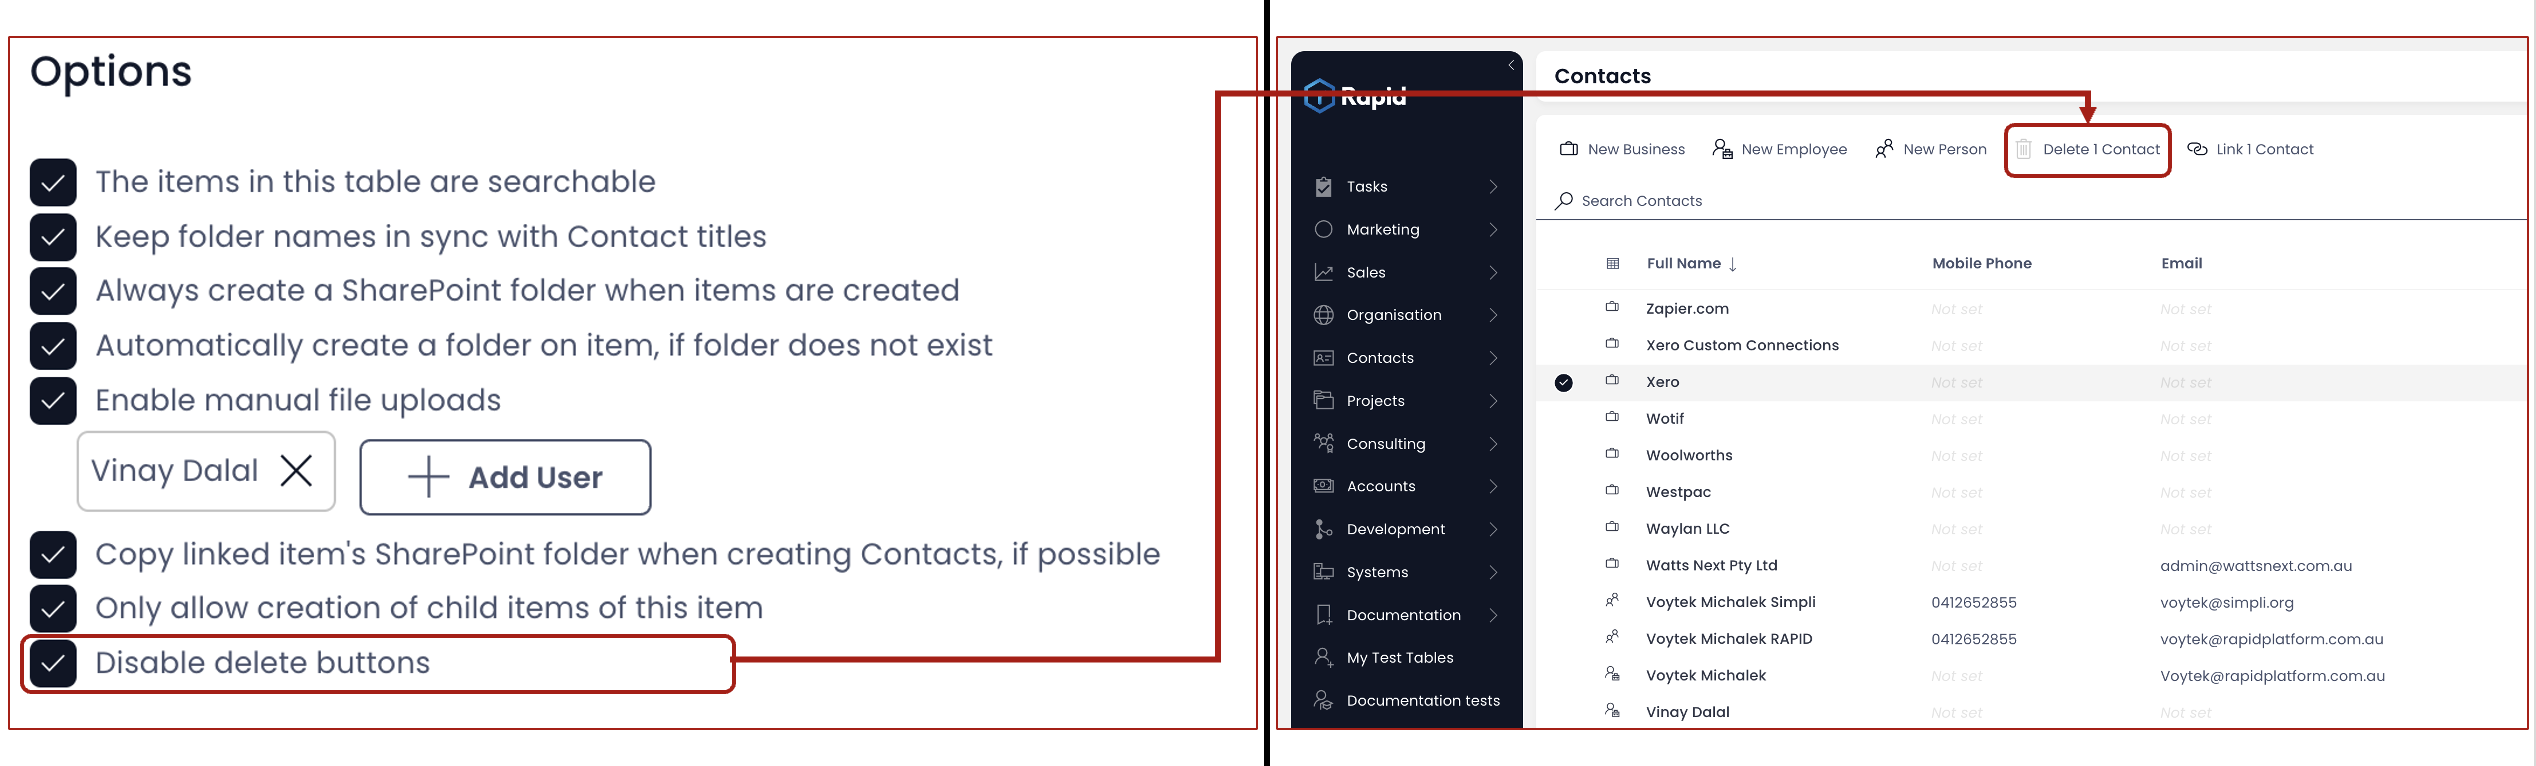 Options
The items in this table are searchable
Keep folder names in sync with Contact titles
Always create a SharePoint folder when items are created
Automatically create a folder on item, if folder does not exist
Enable manual file uploads
Vinay Dalal
Add User
Copy linked item's SharePoint folder when creating Contacts, if possible
Only allow creation of child items of this item
Disable delete buttons
Rapid
Tasks
Marketing
Sales
Organisation
Contacts
Projects
Consulting
Accounts
Development
Systems
Documentation
My Test Tables
Documentation tests
Contacts
New Business New Employee New Person Delete 1 Contact Link 1 Contact
Search Contacts
Full Name Mobile Phone Email
Zapier.com Not set Not set
Xero Custom Connections Not set Not set
Xero Not set Not set
Wotif Not set Not set
Woolworths Not set Not set
Westpac Not set Not set
Waylan LLC Not set Not set
Watts Next Pty Ltd Not set admin@wattsnext.com.au
Voytek Michalek Simpli 0412652855 voytek@simpli.org
Voytek Michalek RAPID 0412652855 voytek@rapidplatform.com.au
Voytek Michalek Not set Voytek@rapidplatform.com.au
Vinay Dalal Not set Not set